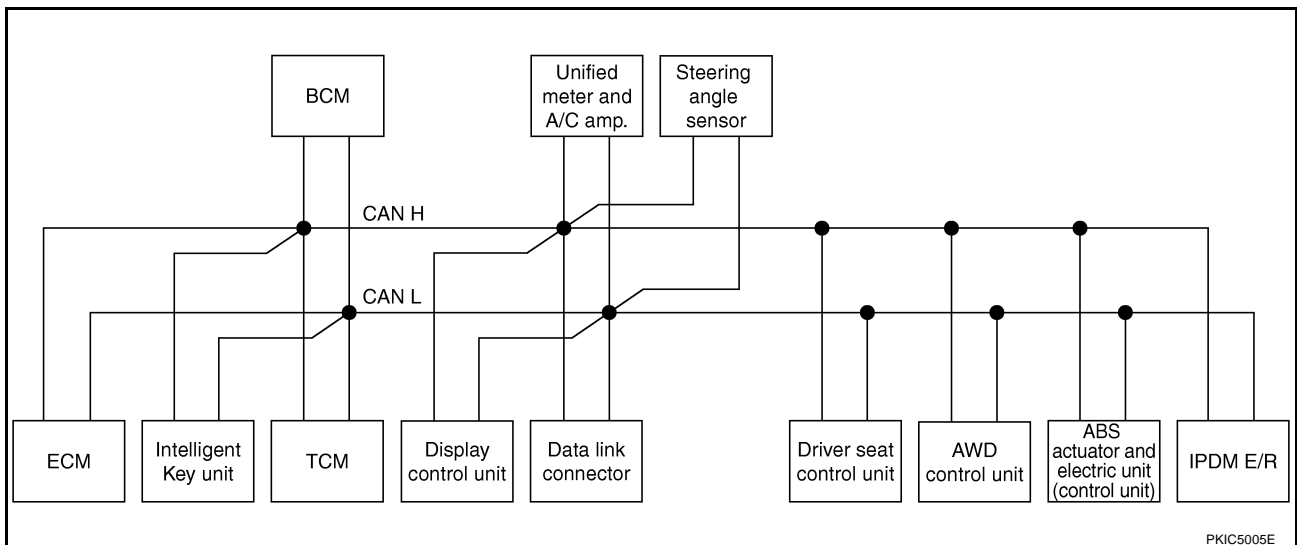 BCM
Unified
meter and
A/C amp.
Steering
angle
sensor
CAN H
CAN L
ECM
Intelligent
Key unit
TCM
Display
control unit
Data link
connector
Driver seat
control unit
AWD
control unit
ABS
actuator and
electric unit
(control unit)
IPDM E/R
PKIC5005E